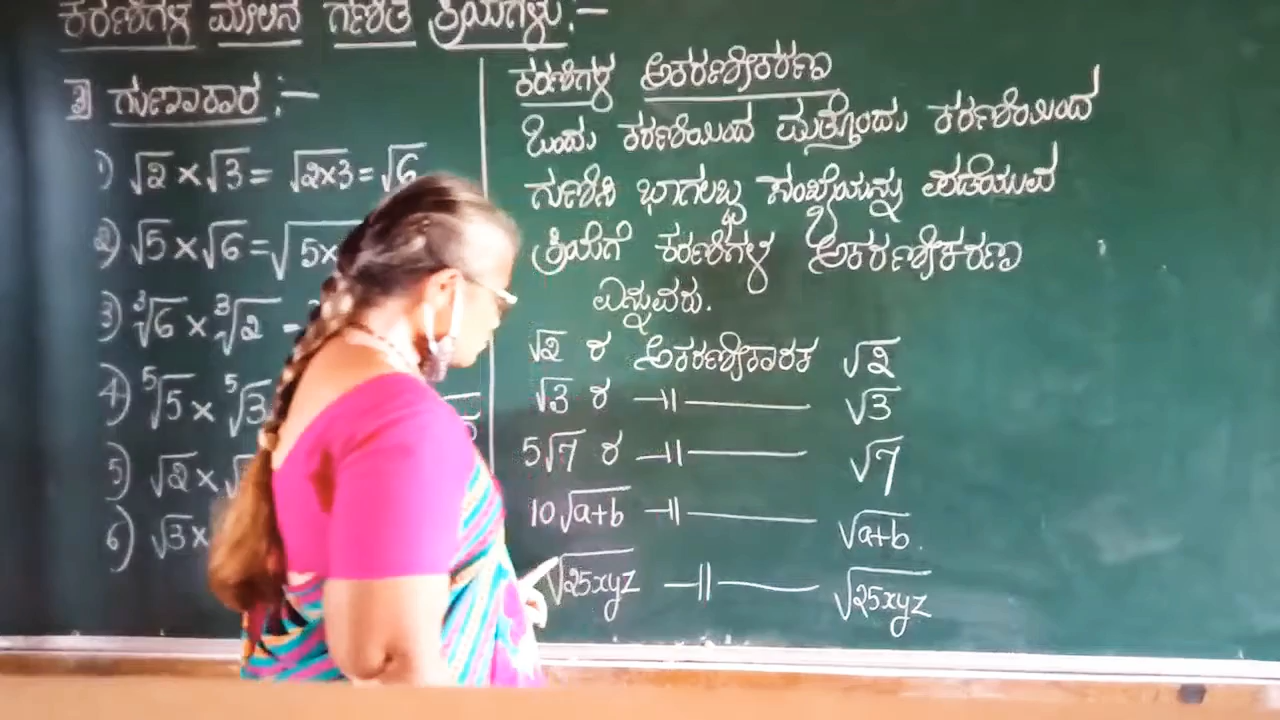 ಕರಣಿಗಳ ಮೇಲಿನ ಗಣಿತ ಕ್ರಿಯೆಗಳು:-
3] ಗುಣಾಕಾರ :-
1) √2 × √3 = √2×3 = √6
2) √5 × √6 = √5×
3) ∛6 × ∛2 =
4) ⁵√5 × ⁵√3
5) √2 ×
6) √3 ×
ಕರಣಿಗಳ ಅಕರಣೀಕರಣ
ಒಂದು ಕರಣಿಯಿಂದ ಮತ್ತೊಂದು ಕರಣಿಯಿಂದ
ಗುಣಿಸಿ ಭಾಗಲಬ್ಧ ಸಂಖ್ಯೆಯನ್ನು ಪಡೆಯುವ
ಕ್ರಿಯೆಗೆ ಕರಣಿಗಳ ಅಕರಣೀಕರಣ
ಎನ್ನುವರು.
√2 ಕ ಅಕರಣೀಕಾರಕ √2
√3 ಕ —॥— √3
5√7 ಕ —॥— √7
10√a+b —॥— √a+b.
√25xyz —॥— √25xyz